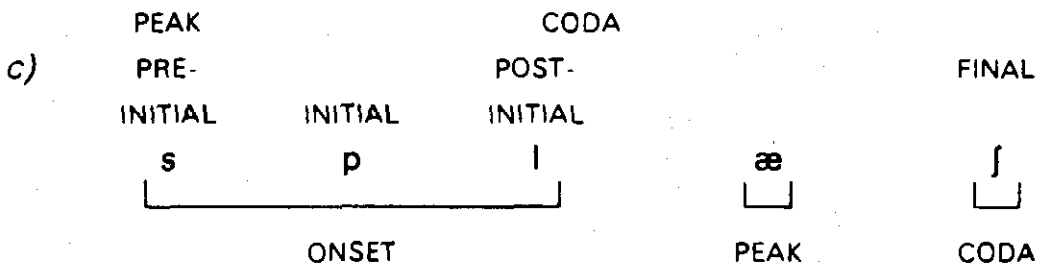 PEAK CODA
c) PRE- POST- FINAL
INITIAL INITIAL INITIAL
s p l æ ʃ
ONSET PEAK CODA